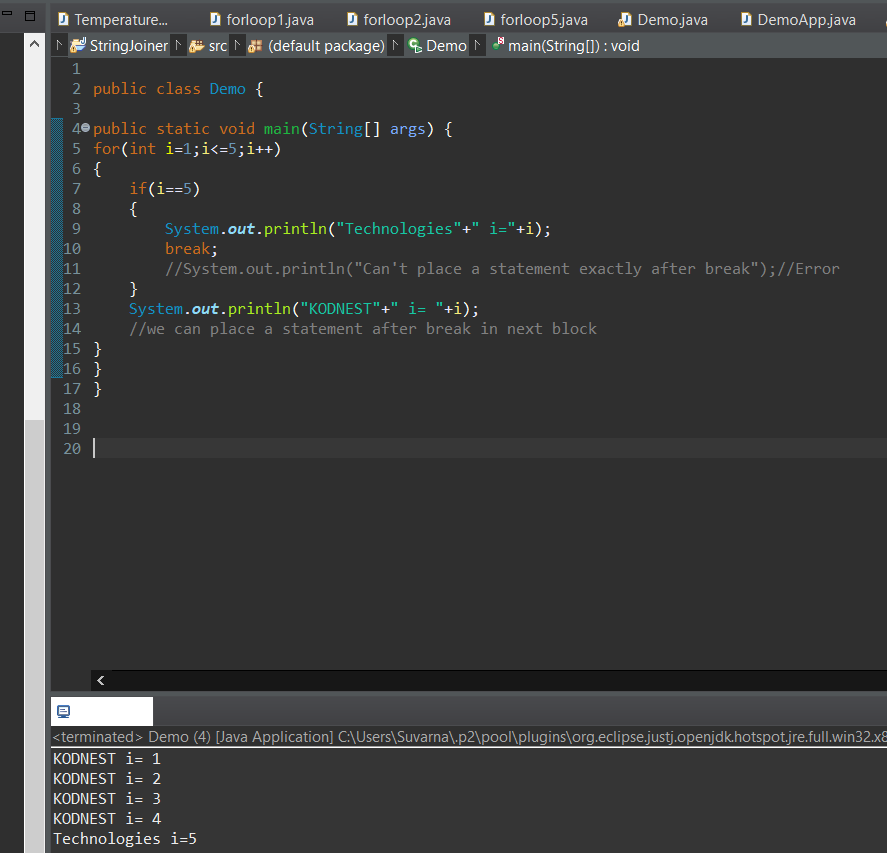 Temperature... forloop1.java forloop2.java forloop5.java Demo.java DemoApp.java
StringJoiner src (default package) Demo main(String[]) : void
1
2 public class Demo {
3
4 public static void main(String[] args) {
5 for(int i=1;i<=5;i++)
6 {
7 if(i==5)
8 {
9 System.out.println("Technologies"+" i="+i);
10 break;
11 //System.out.println("Can't place a statement exactly after break");//Error
12 }
13 System.out.println("KODNEST"+" i= "+i);
14 //we can place a statement after break in next block
15 }
16 }
17 }
18
19
20
<terminated> Demo (4) [Java Application] C:\Users\Suvarna\.p2\pool\plugins\org.eclipse.justj.openjdk.hotspot.jre.full.win32.x8
KODNEST i= 1
KODNEST i= 2
KODNEST i= 3
KODNEST i= 4
Technologies i=5